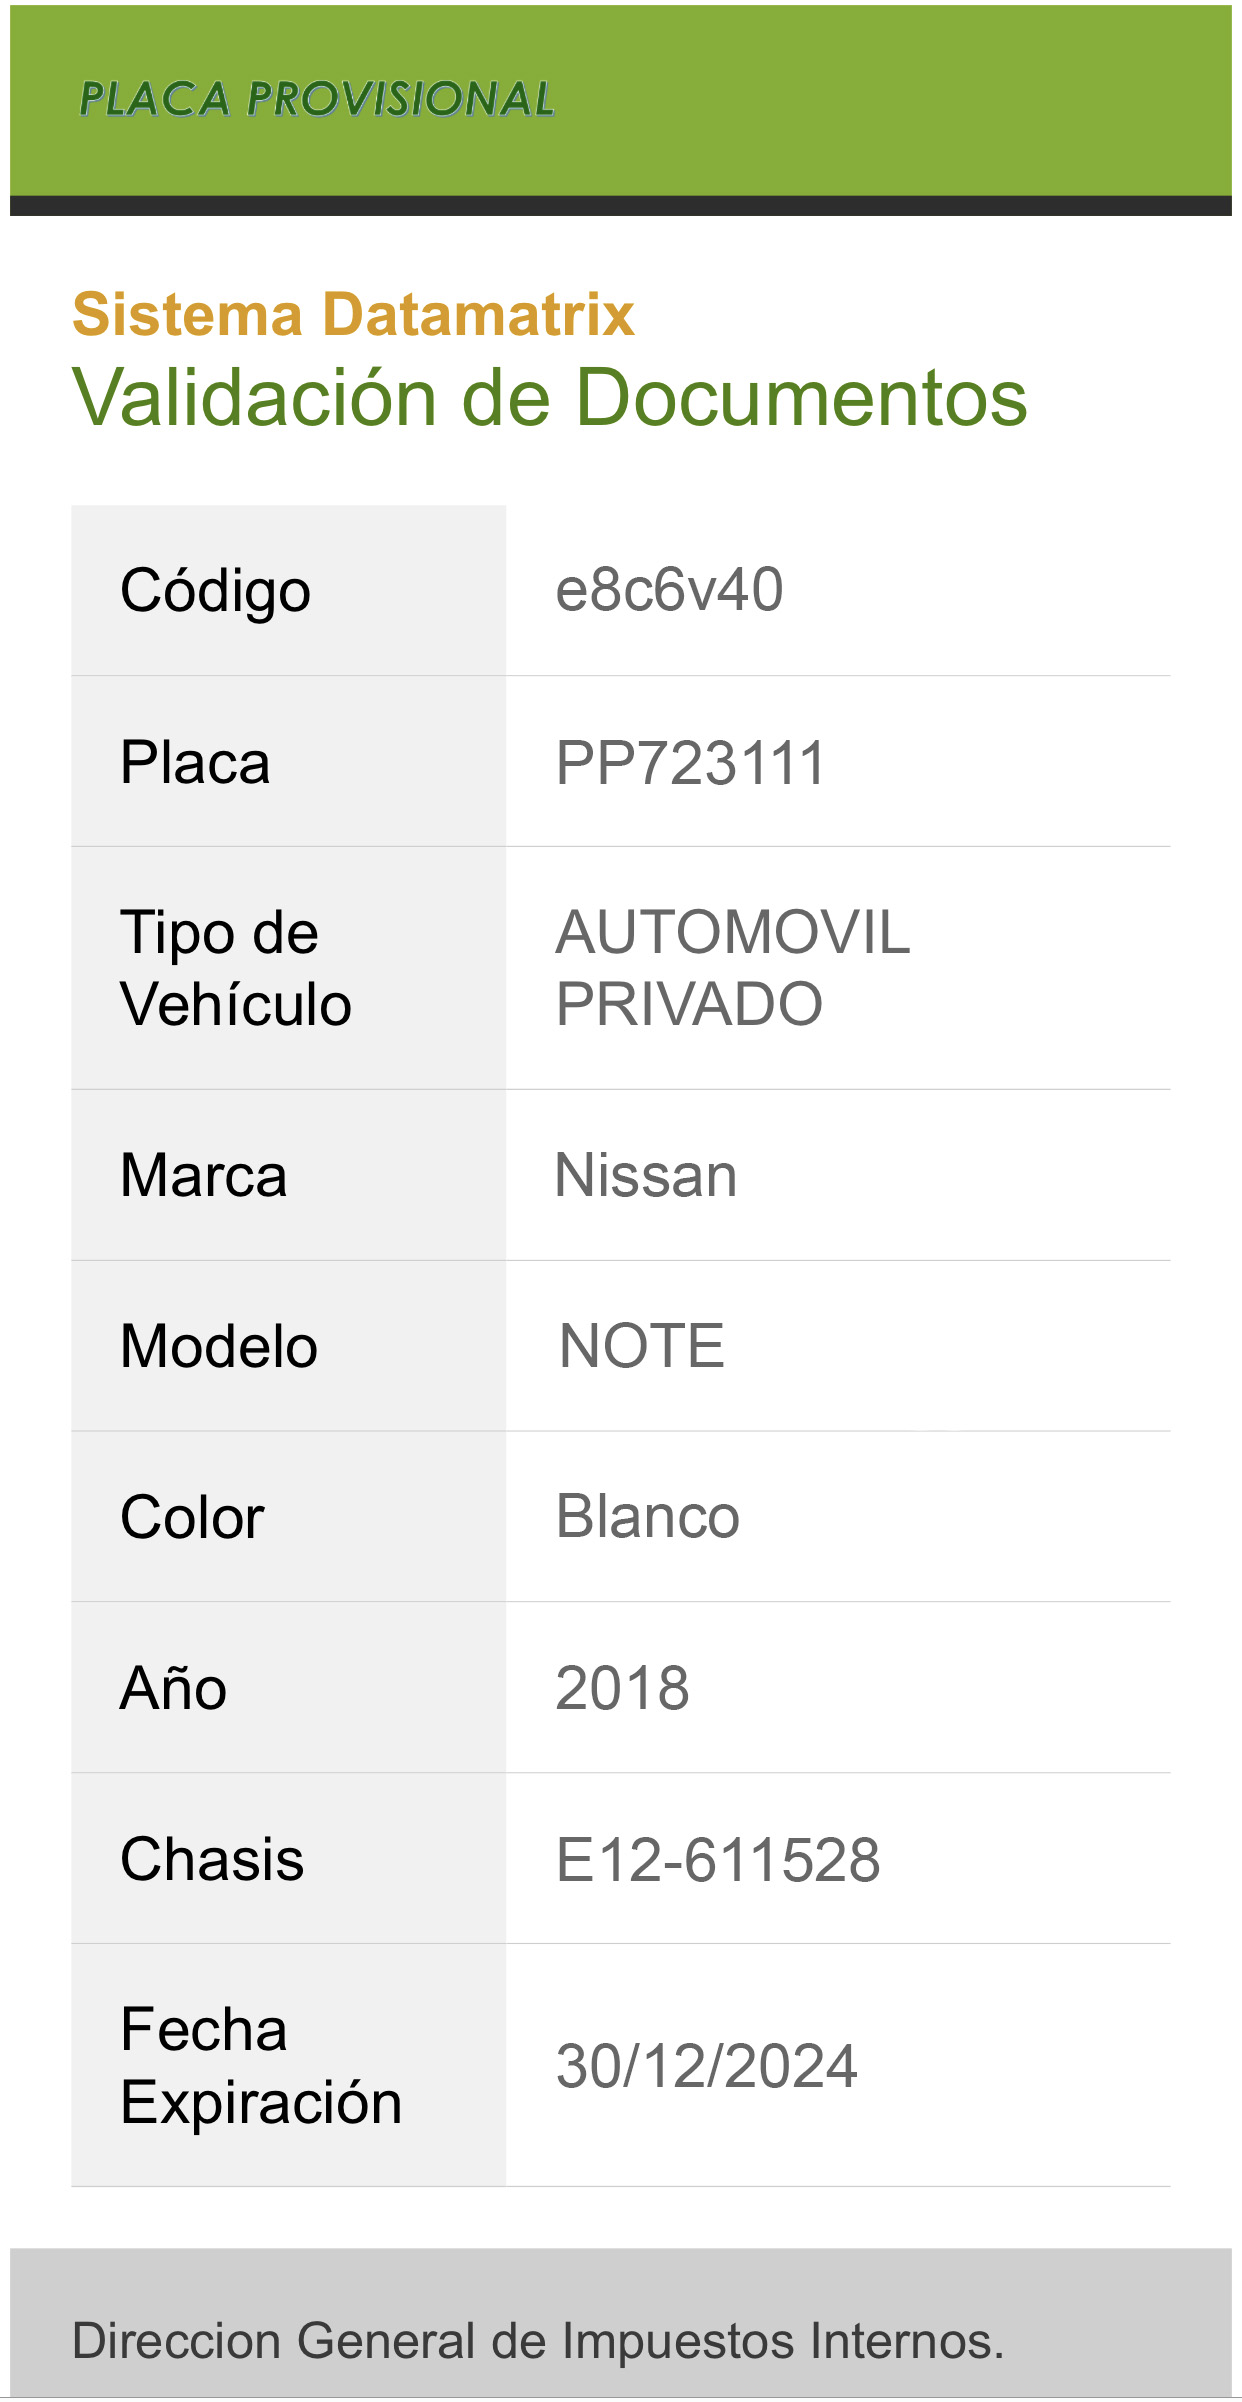 PLACA PROVISIONAL
Sistema Datamatrix
Validación de Documentos
Código e8c6v40
Placa PP723111
Tipo de Vehículo AUTOMOVIL PRIVADO
Marca Nissan
Modelo NOTE
Color Blanco
Año 2018
Chasis E12-611528
Fecha Expiración 30/12/2024
Direccion General de Impuestos Internos.